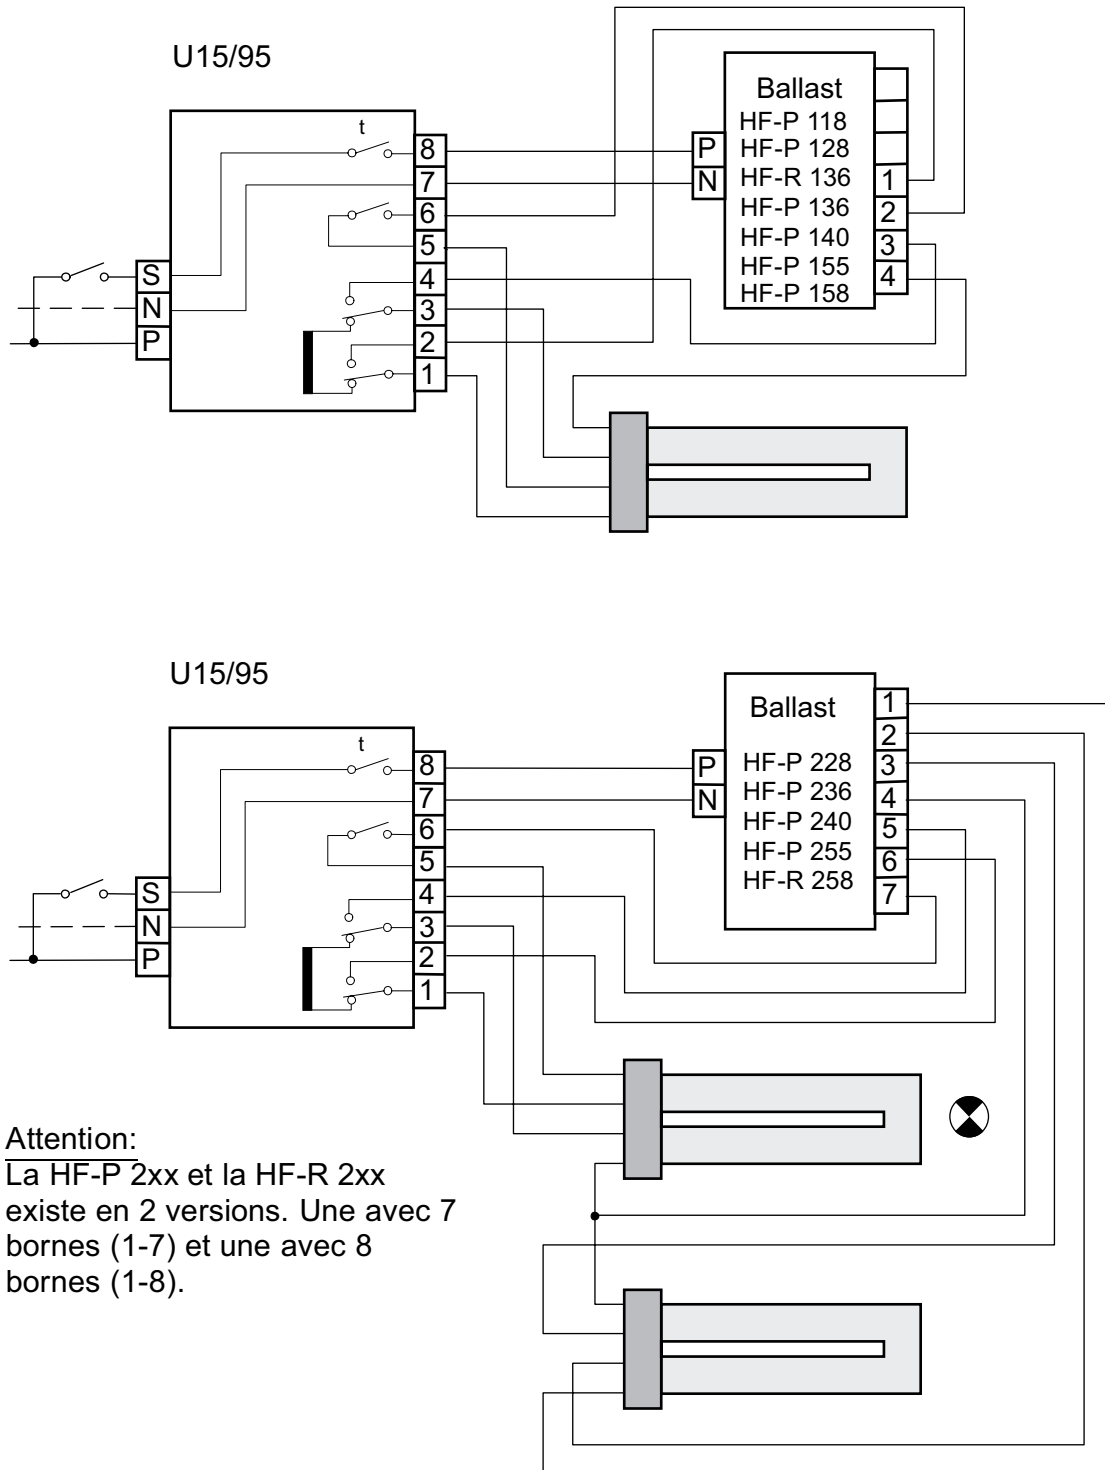 U15/95
t
8
7
6
5
4
3
2
1
S
N
P
P
N
Ballast
HF-P 118
HF-P 128
HF-R 136
HF-P 136
HF-P 140
HF-P 155
HF-P 158
1
2
3
4
U15/95
t
8
7
6
5
4
3
2
1
S
N
P
P
N
Ballast
HF-P 228
HF-P 236
HF-P 240
HF-P 255
HF-R 258
1
2
3
4
5
6
7
Attention:
La HF-P 2xx et la HF-R 2xx
existe en 2 versions. Une avec 7
bornes (1-7) et une avec 8
bornes (1-8).